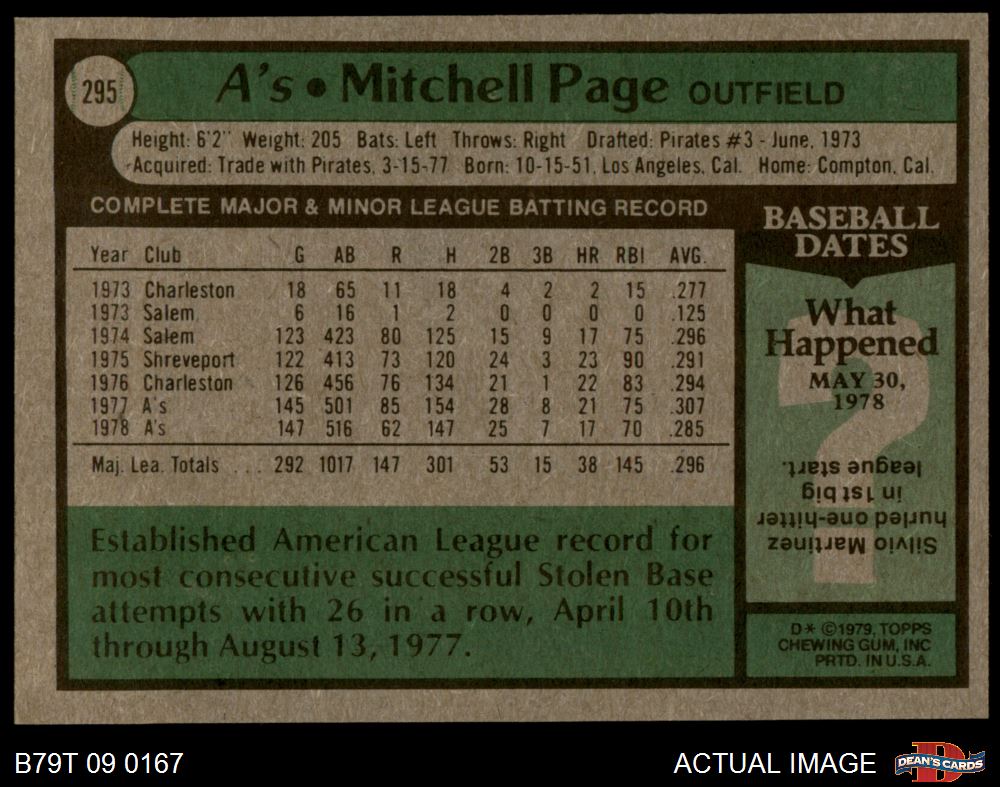 295
A's • Mitchell Page OUTFIELD
Height: 6'2" Weight: 205 Bats: Left Throws: Right Drafted: Pirates #3 - June, 1973
Acquired: Trade with Pirates, 3-15-77 Born: 10-15-51, Los Angeles, Cal. Home: Compton, Cal.
COMPLETE MAJOR & MINOR LEAGUE BATTING RECORD
Year Club G AB R H 2B 3B HR RBI AVG.
1973 Charleston 18 65 11 18 4 2 2 15 .277
1973 Salem 6 16 1 2 0 0 0 0 .125
1974 Salem 123 423 80 125 15 9 17 75 .296
1975 Shreveport 122 413 73 120 24 3 23 90 .291
1976 Charleston 126 456 76 134 21 1 22 83 .294
1977 A's 145 501 85 154 28 8 21 75 .307
1978 A's 147 516 62 147 25 7 17 70 .285
Maj. Lea. Totals ... 292 1017 147 301 53 15 38 145 .296
Established American League record for
most consecutive successful Stolen Base
attempts with 26 in a row, April 10th
through August 13, 1977.
BASEBALL
DATES
What
Happened
MAY 30,
1978
?
Silvio Martinez
hurled one-hitter
in 1st big
league start.
D* ©1979, TOPPS
CHEWING GUM, INC
PRTD. IN U.S.A.
B79T 09 0167
ACTUAL IMAGE
D
DEAN'S CARDS